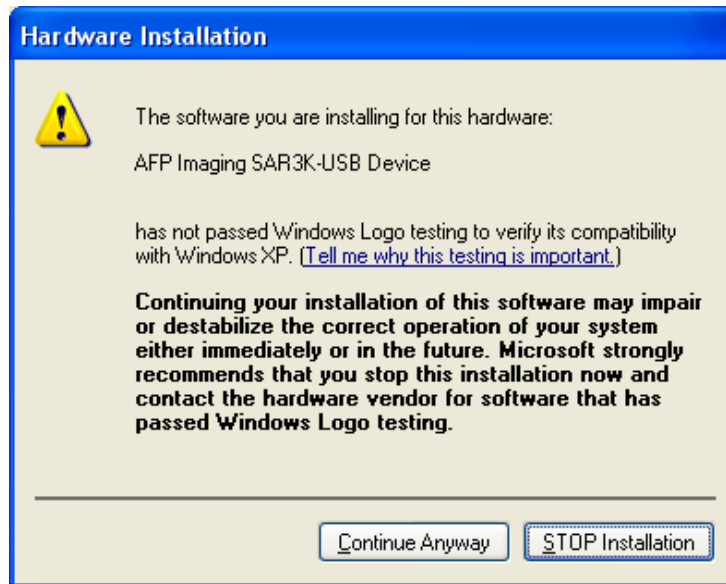 Hardware Installation
The software you are installing for this hardware:
AFP Imaging SAR3K-USB Device
has not passed Windows Logo testing to verify its compatibility
with Windows XP. (Tell me why this testing is important.)
Continuing your installation of this software may impair
or destabilize the correct operation of your system
either immediately or in the future. Microsoft strongly
recommends that you stop this installation now and
contact the hardware vendor for software that has
passed Windows Logo testing.
Continue Anyway
STOP Installation